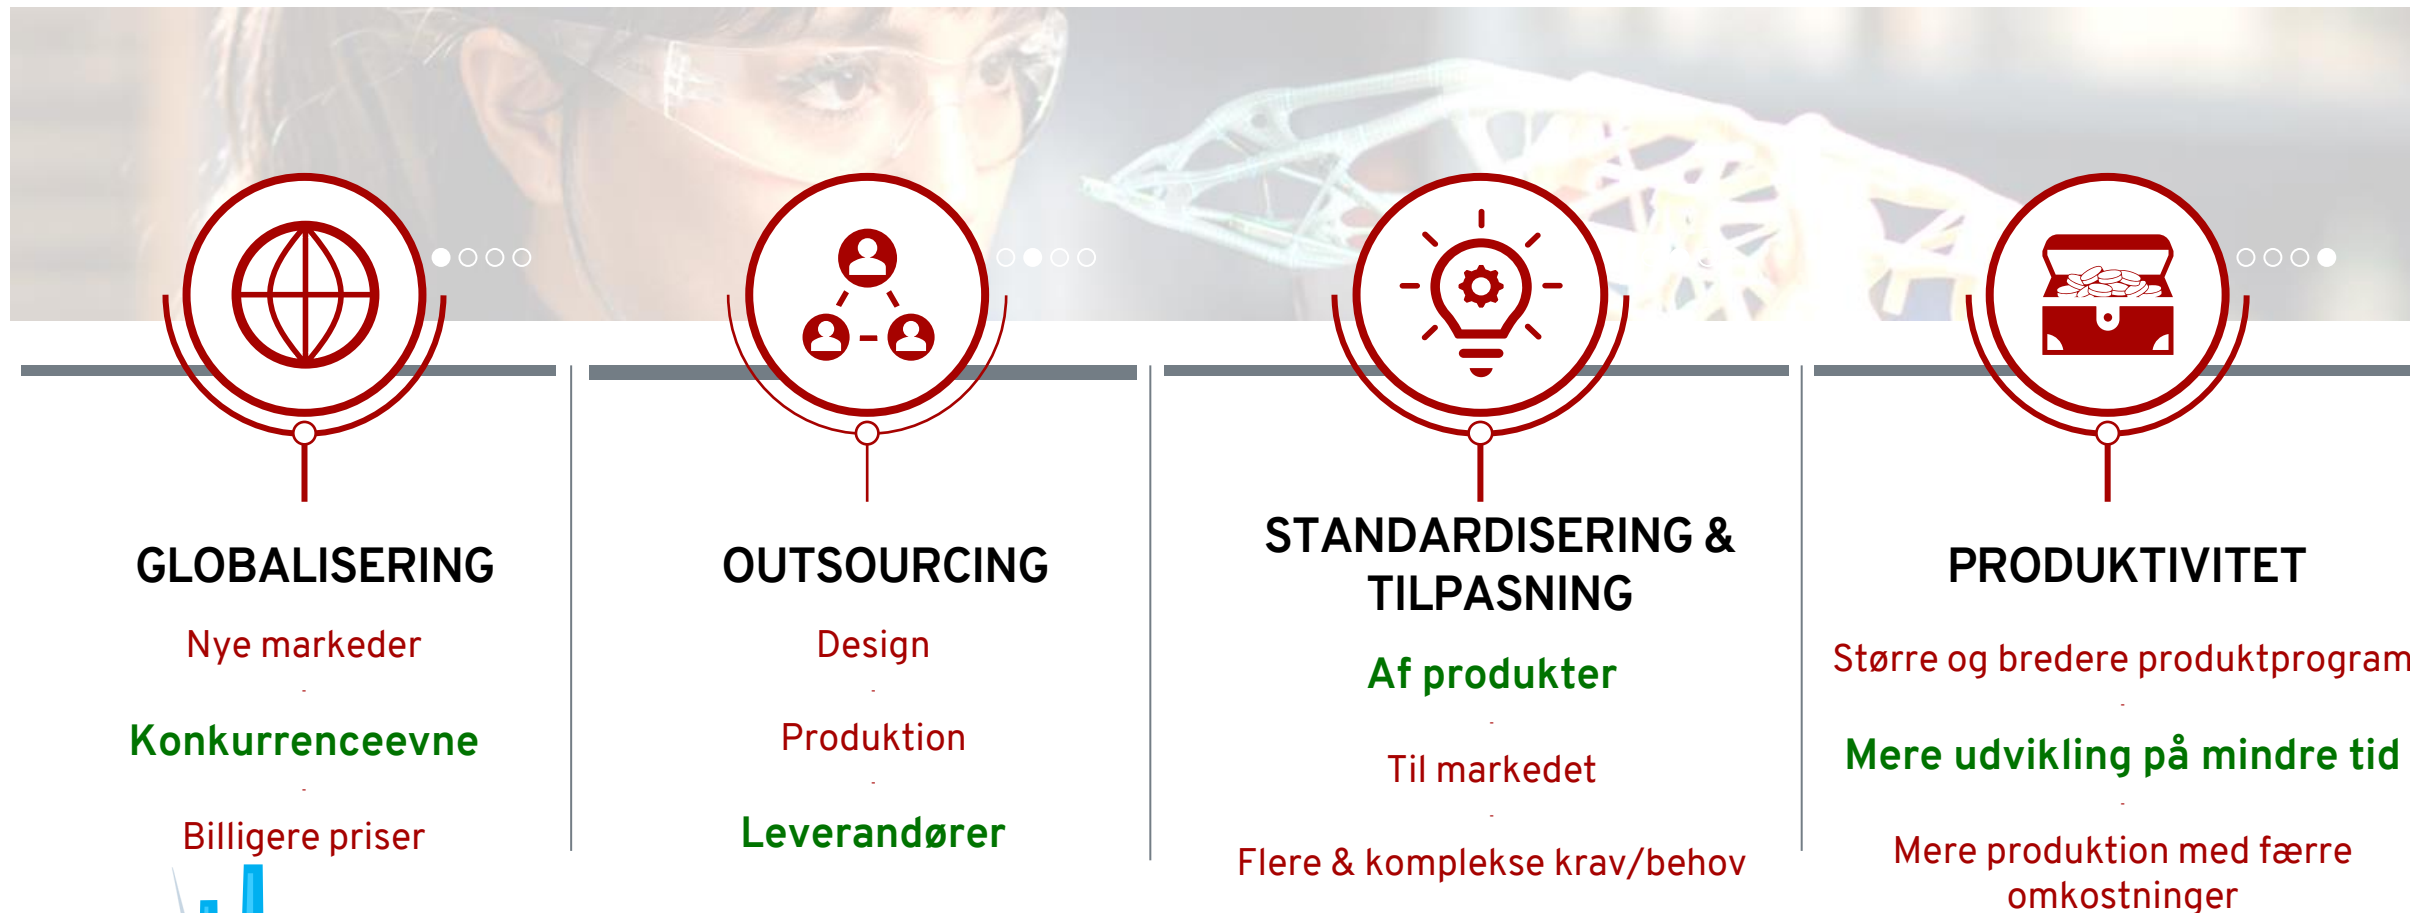 GLOBALISERING
Nye markeder
-
Konkurrenceevne
-
Billigere priser
OUTSOURCING
Design
-
Produktion
-
Leverandører
STANDARDISERING &
TILPASNING
Af produkter
-
Til markedet
-
Flere & komplekse krav/behov
PRODUKTIVITET
Større og bredere produktprogram
-
Mere udvikling på mindre tid
-
Mere produktion med færre
omkostninger